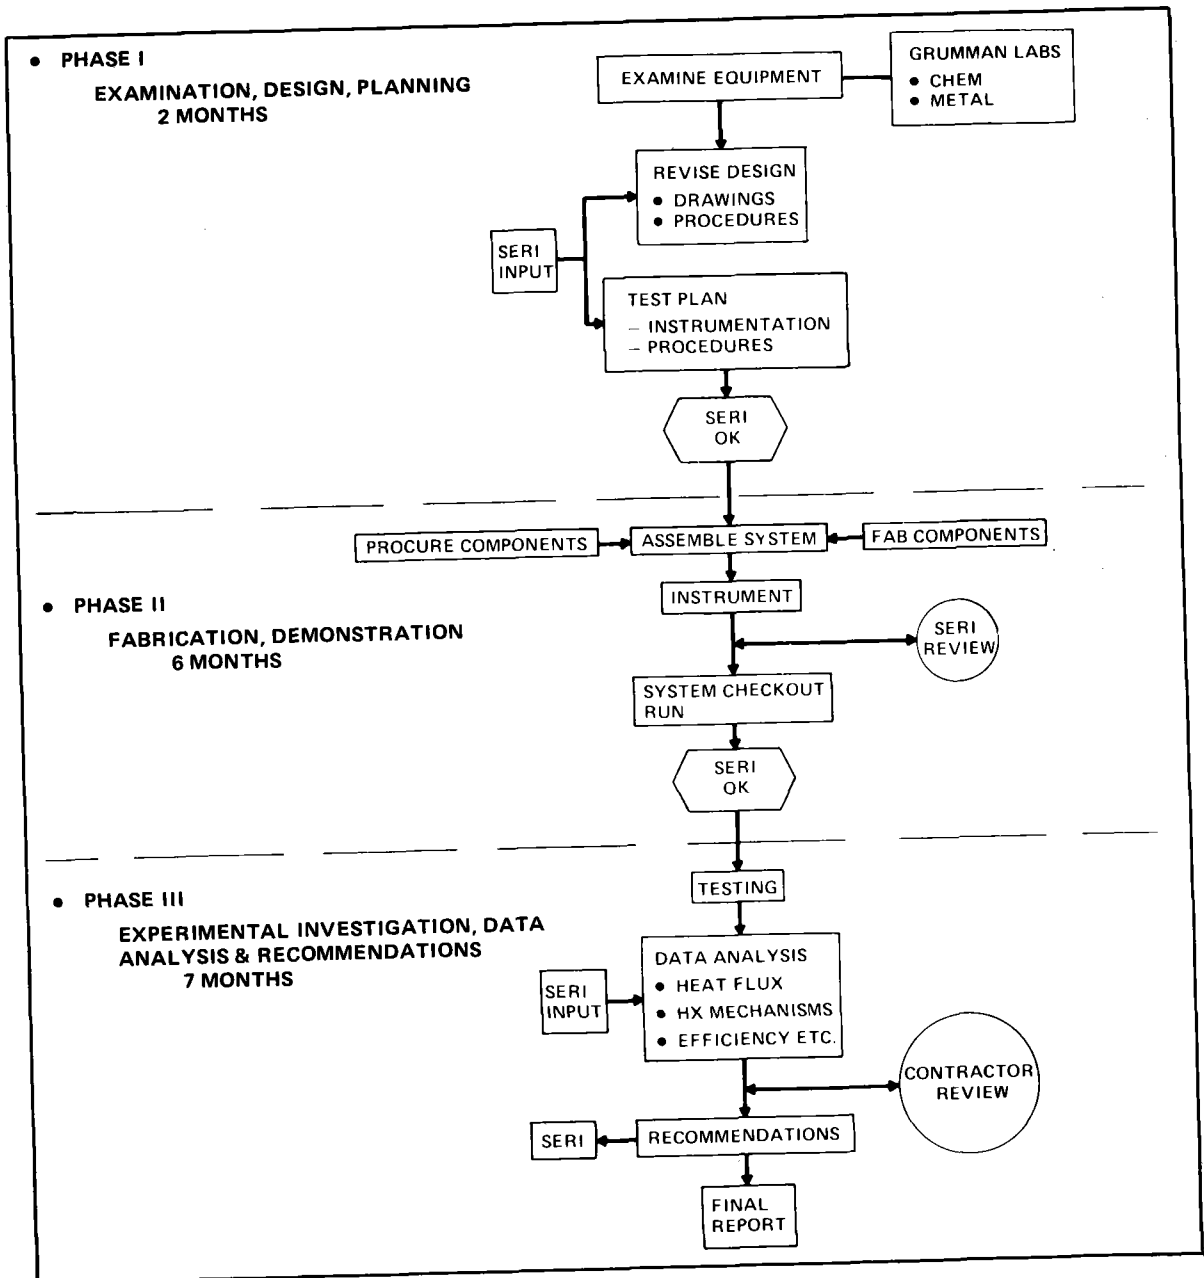 • PHASE I
EXAMINATION, DESIGN, PLANNING
2 MONTHS
EXAMINE EQUIPMENT
GRUMMAN LABS
• CHEM
• METAL
REVISE DESIGN
• DRAWINGS
• PROCEDURES
SERI
INPUT
TEST PLAN
– INSTRUMENTATION
– PROCEDURES
SERI
OK
PROCURE COMPONENTS
ASSEMBLE SYSTEM
FAB COMPONENTS
• PHASE II
FABRICATION, DEMONSTRATION
6 MONTHS
INSTRUMENT
SERI
REVIEW
SYSTEM CHECKOUT
RUN
SERI
OK
• PHASE III
EXPERIMENTAL INVESTIGATION, DATA
ANALYSIS & RECOMMENDATIONS
7 MONTHS
TESTING
SERI
INPUT
DATA ANALYSIS
• HEAT FLUX
• HX MECHANISMS
• EFFICIENCY ETC.
CONTRACTOR
REVIEW
SERI
RECOMMENDATIONS
FINAL
REPORT